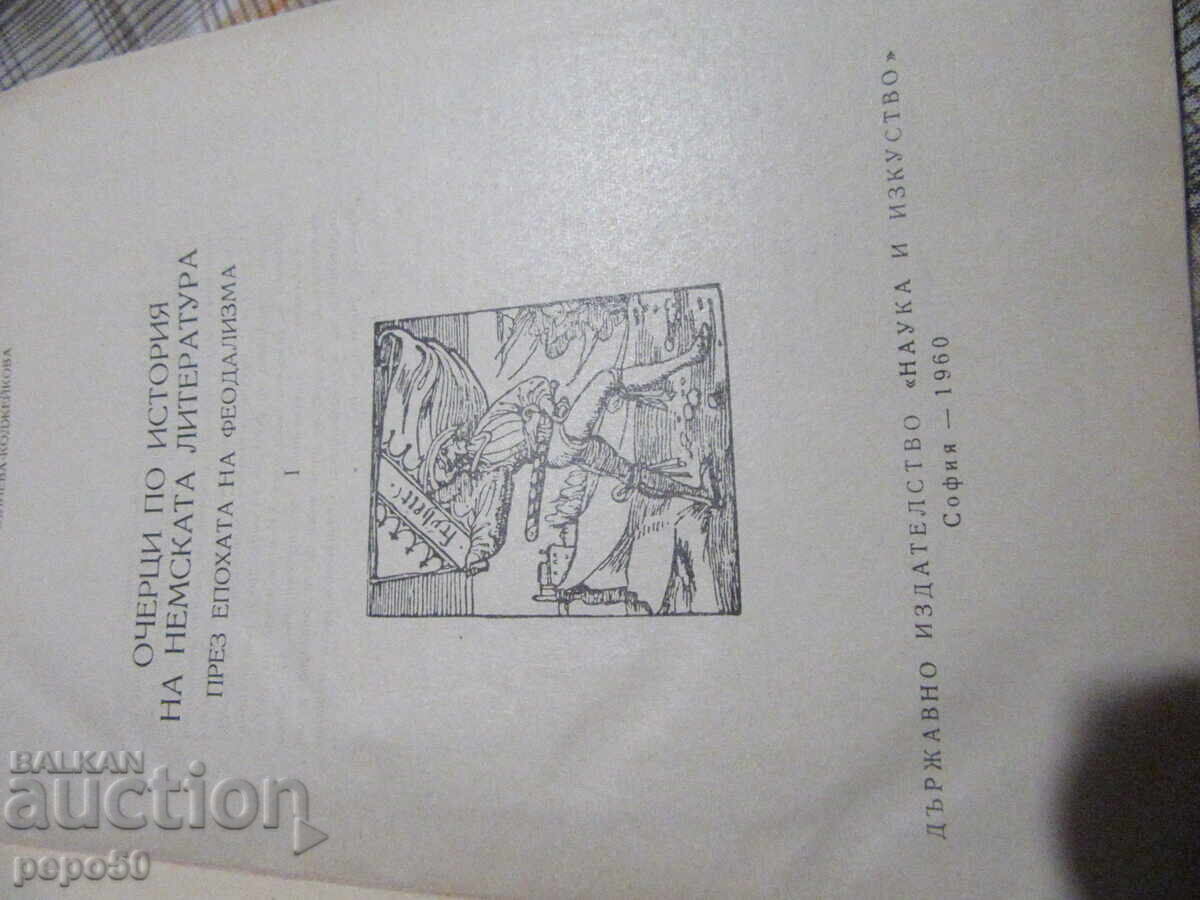 ОЧЕРЦИ ПО ИСТОРИЯ
НА НЕМСКАТА ЛИТЕРАТУРА
ПРЕЗ ЕПОХАТА НА ФЕОДАЛИЗМА
I
ДЪРЖАВНО ИЗДАТЕЛСТВО «НАУКА И ИЗКУСТВО»
София — 1960
BALKAN
auction
pepo50